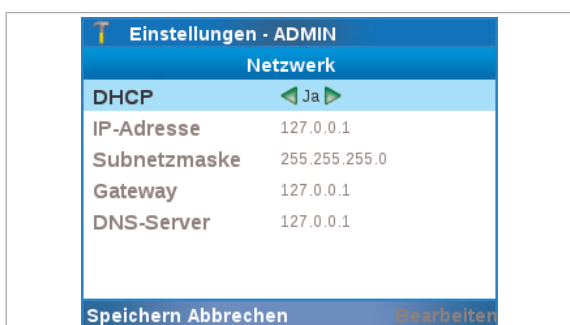 Einstellungen - ADMIN
Netzwerk
DHCP Ja
IP-Adresse 127.0.0.1
Subnetzmaske 255.255.255.0
Gateway 127.0.0.1
DNS-Server 127.0.0.1
Speichern Abbrechen Bearbeiten